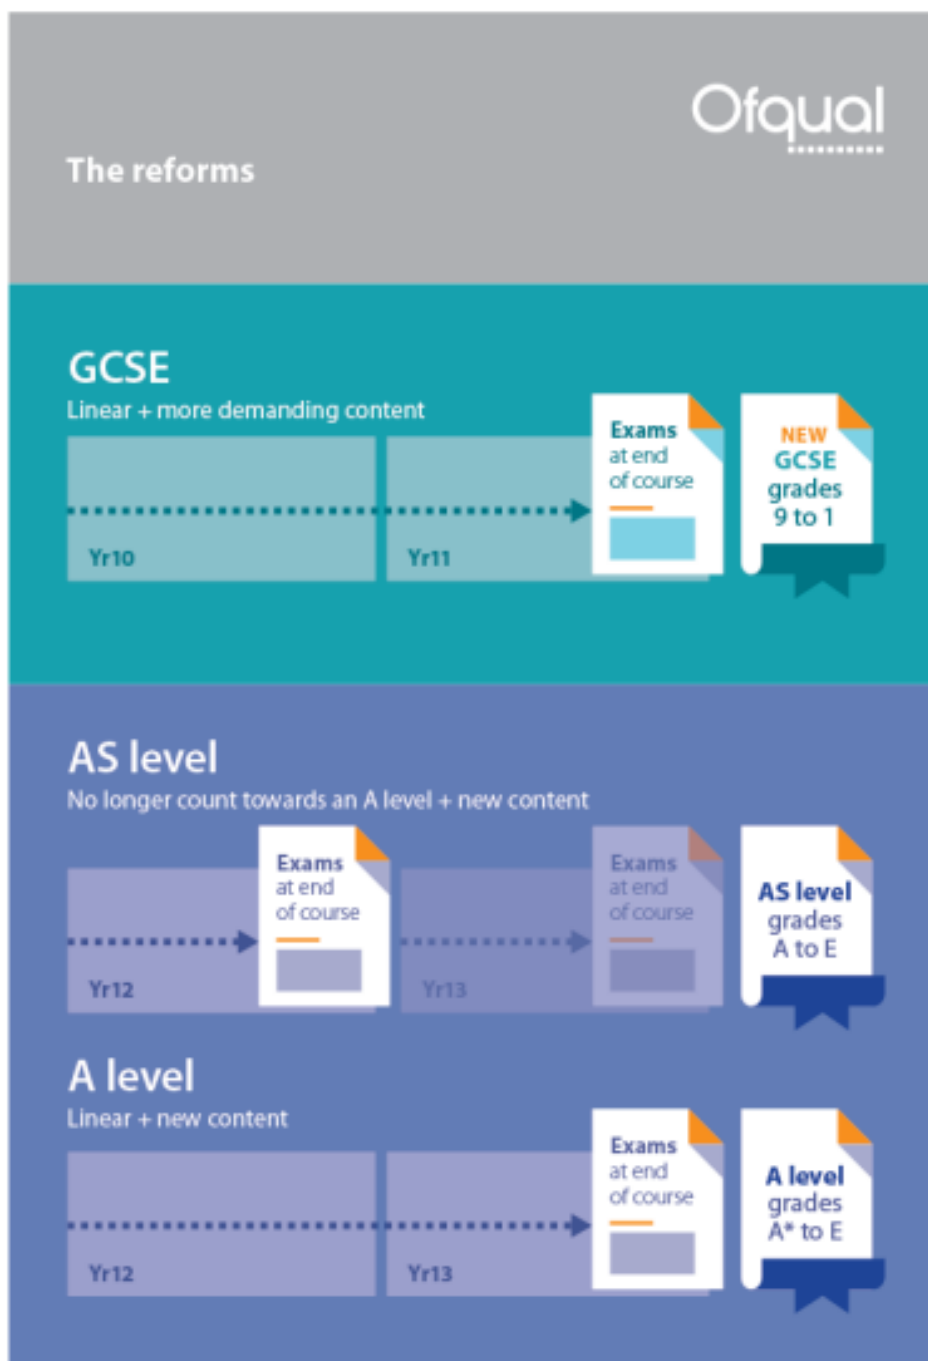 Ofqual
The reforms
GCSE
Linear + more demanding content
Yr10
Yr11
Exams
at end
of course
NEW
GCSE
grades
9 to 1
AS level
No longer count towards an A level + new content
Yr12
Exams
at end
of course
Yr13
Exams
at end
of course
AS level
grades
A to E
A level
Linear + new content
Yr12
Yr13
Exams
at end
of course
A level
grades
A* to E